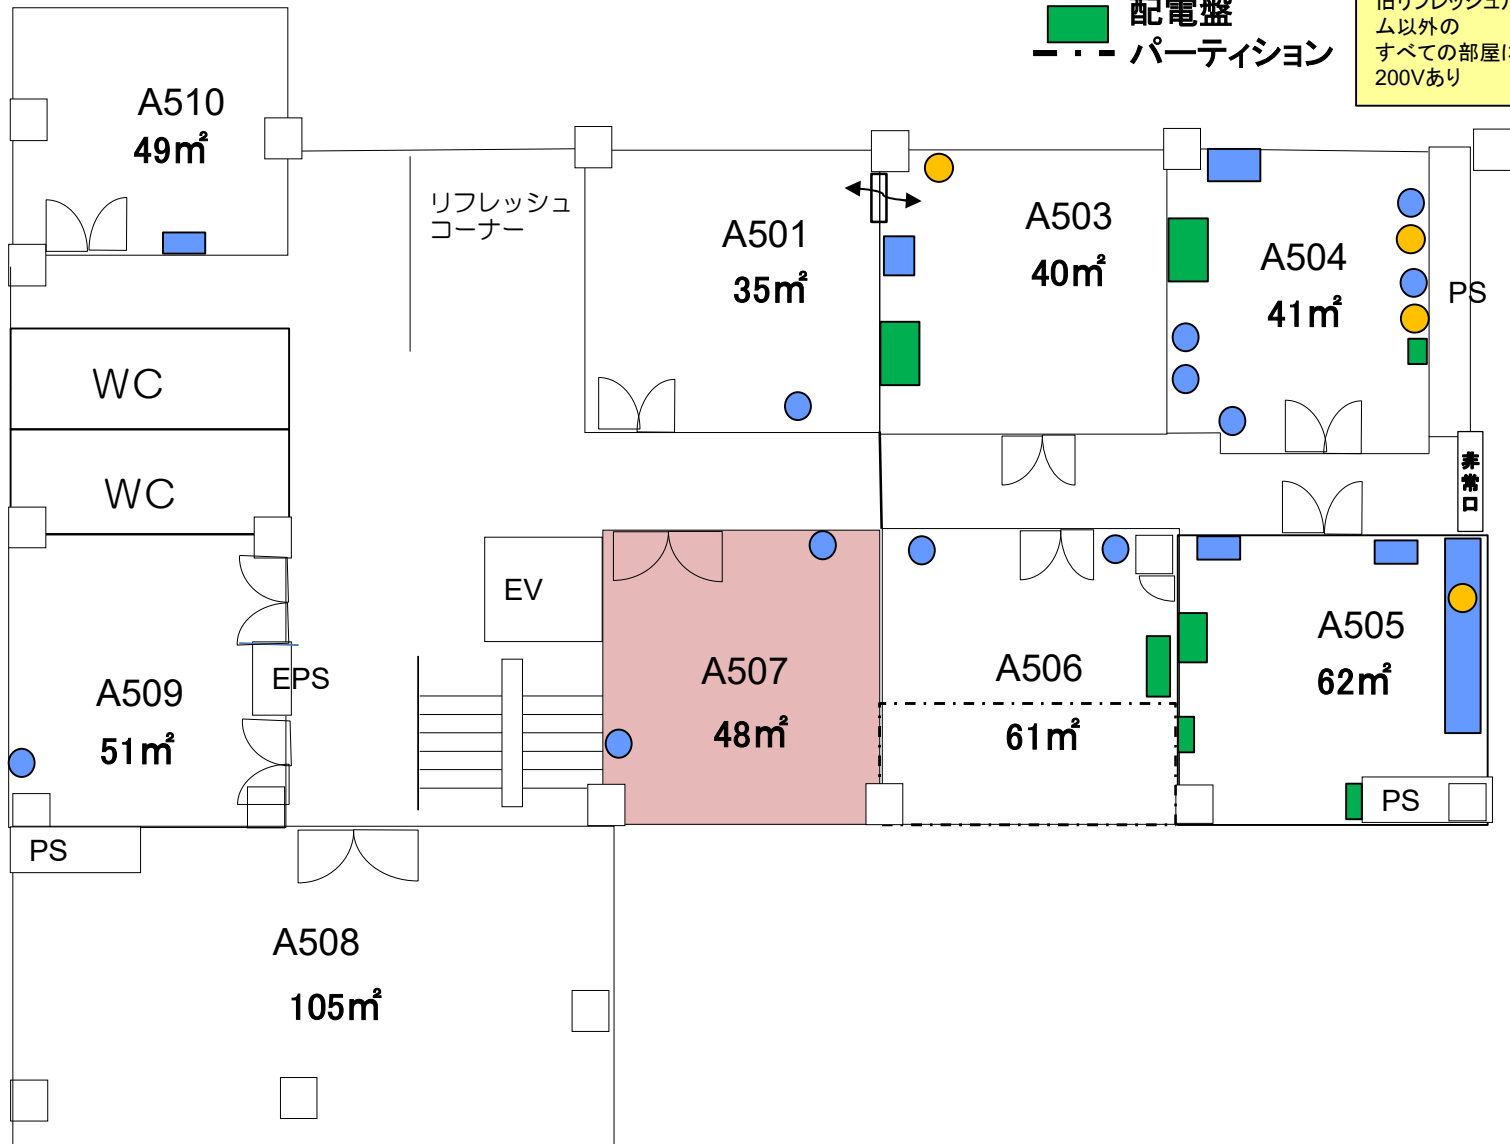 配電盤
パーティション
ム以外の
すべての部屋に
200Vあり
A510
49㎡
リフレッシュ
コーナー
A501
35㎡
A503
40㎡
A504
41㎡
PS
WC
WC
非常口
EV
A507
48㎡
A506
61㎡
A505
62㎡
PS
A509
51㎡
EPS
PS
A508
105㎡